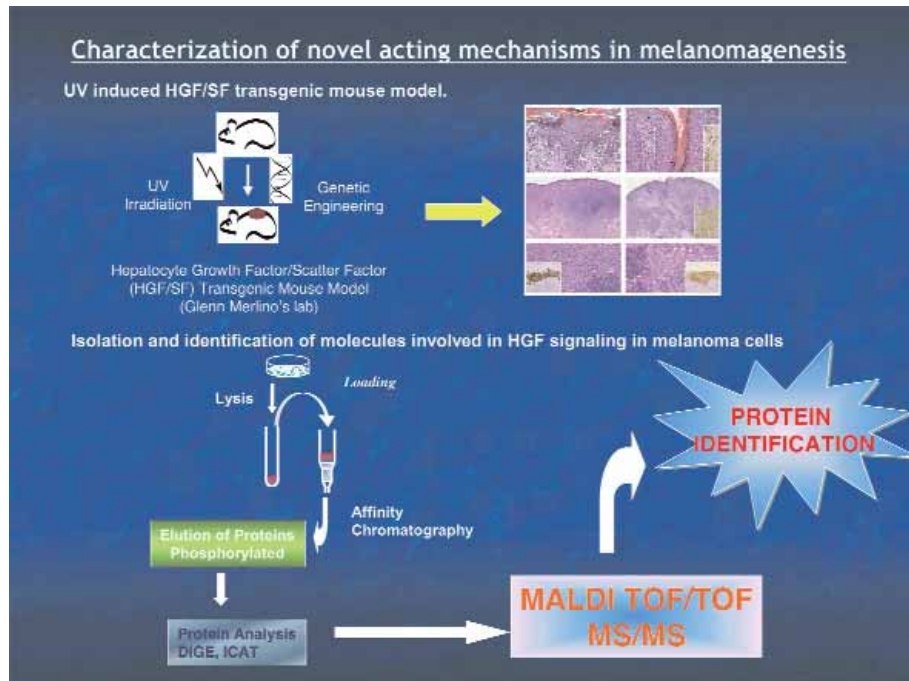 Characterization of novel acting mechanisms in melanomagenesis
UV induced HGF/SF transgenic mouse model.
UV
Irradiation
Genetic
Engineering
Hepatocyte Growth Factor/Scatter Factor
(HGF/SF) Transgenic Mouse Model
(Glenn Merlino's lab)
Isolation and identification of molecules involved in HGF signaling in melanoma cells
Lysis
Loading
PROTEIN
IDENTIFICATION
Affinity
Chromatography
Elution of Proteins
Phosphorylated
Protein Analysis
DIGE, ICAT
MALDI TOF/TOF
MS/MS